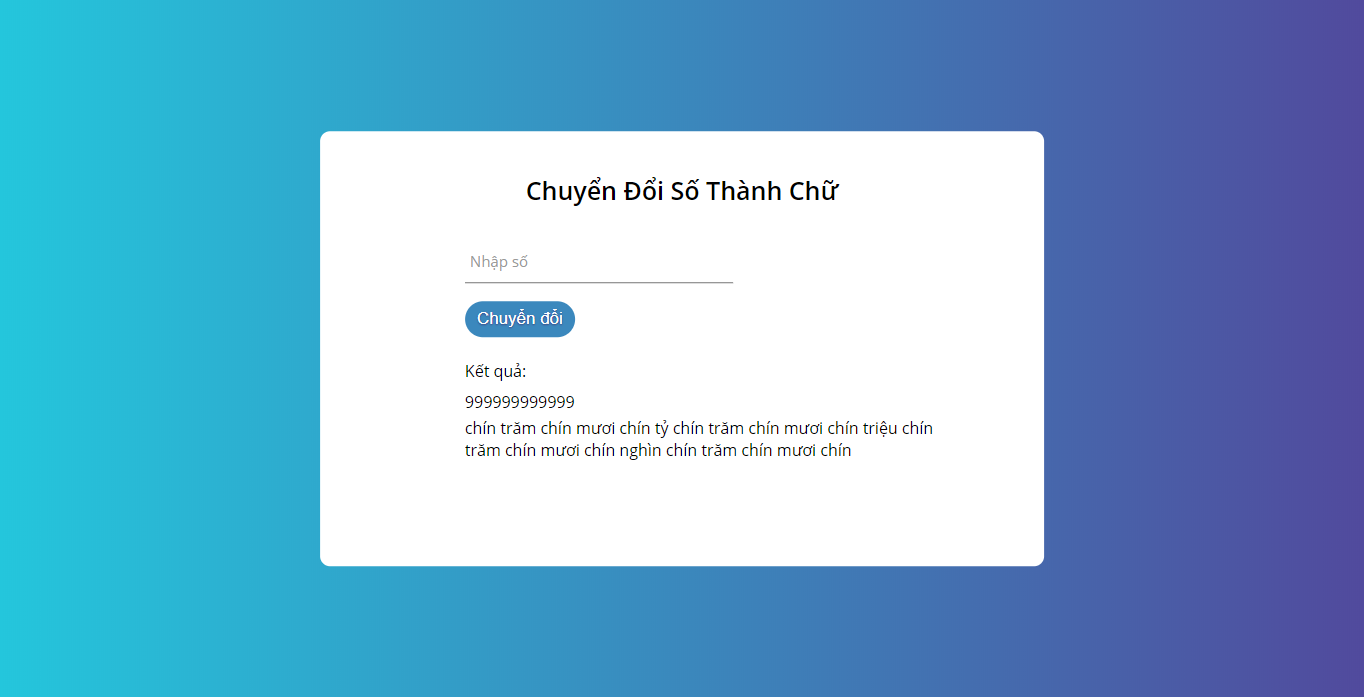 Chuyển Đổi Số Thành Chữ
Nhập số
Chuyển đổi
Kết quả:
999999999999
chín trăm chín mươi chín tỷ chín trăm chín mươi chín triệu chín
trăm chín mươi chín nghìn chín trăm chín mươi chín